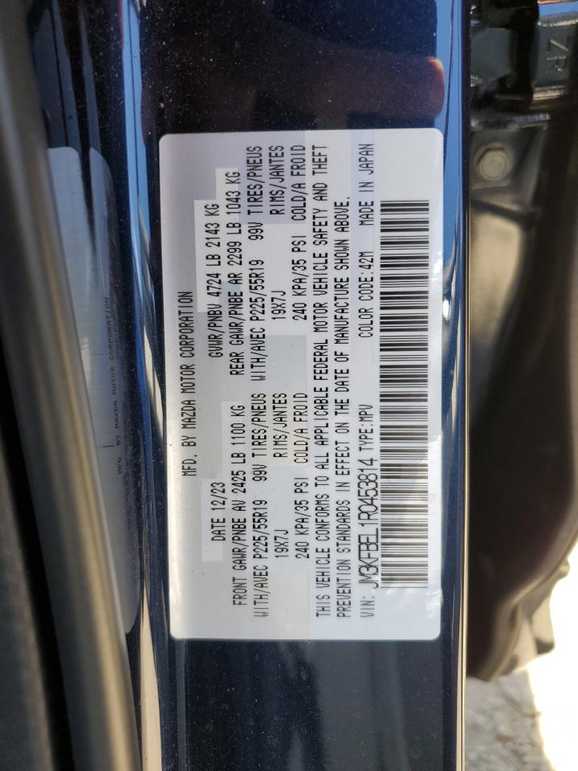 MFD. BY MAZDA MOTOR CORPORATION
DATE 12/23 GVWR/PNBV 4724 LB 2143 KG
FRONT GAWR/PNBE AV 2425 LB 1100 KG REAR GAWR/PNBE AR 2299 LB 1043 KG
WITH/AVEC P225/55R19 99V TIRES/PNEUS WITH/AVEC P225/55R19 99V TIRES/PNEUS
19X7J RIMS/JANTES 19X7J RIMS/JANTES
240 KPA/35 PSI COLD/A FROID 240 KPA/35 PSI COLD/A FROID
THIS VEHICLE CONFORMS TO ALL APPLICABLE FEDERAL MOTOR VEHICLE SAFETY AND THEFT
PREVENTION STANDARDS IN EFFECT ON THE DATE OF MANUFACTURE SHOWN ABOVE.
VIN: JM3KFBEL1R0453814 TYPE:MPV COLOR CODE:42M MADE IN JAPAN